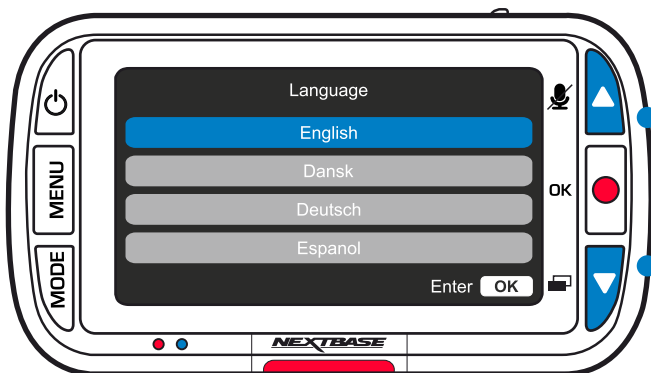 Language
English
Dansk
Deutsch
Espanol
Enter OK
MENU
MODE
OK
NEXTBASE